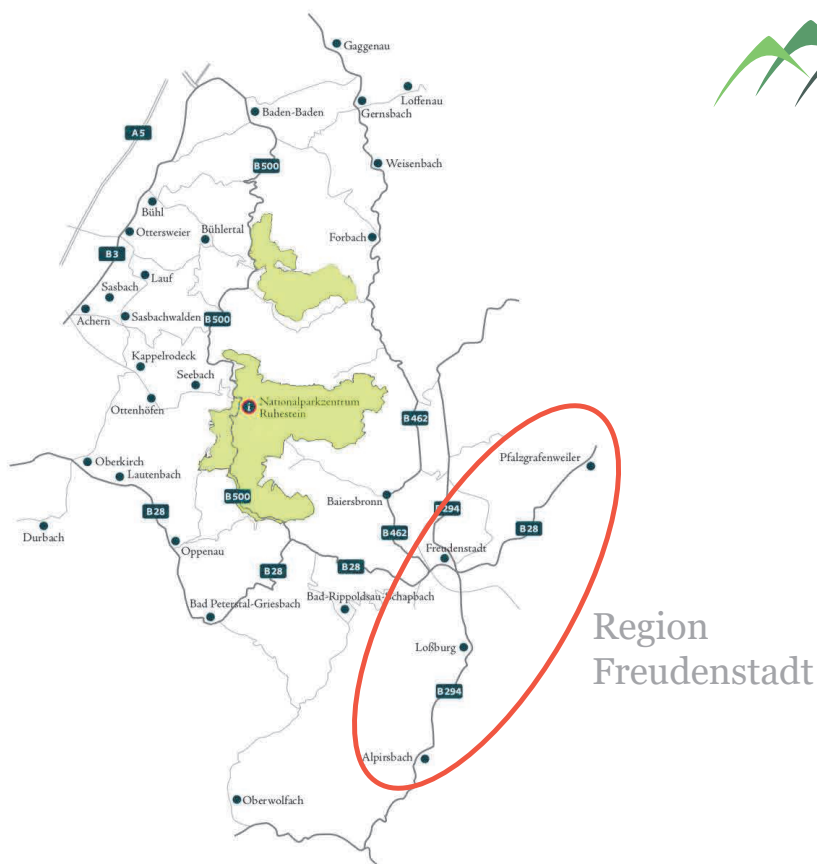 Gaggenau
Loffenau
Gernsbach
Baden-Baden
A5
Weisenbach
B500
Bühl
Ottersweier
Bühlertal
Forbach
B3
Lauf
Sasbach
Achern
Sasbachwalden
B500
Kappelrodeck
Seebach
Ottenhöfen
Nationalparkzentrum
Ruhestein
B462
Pfalzgrafenweiler
Oberkirch
Lautenbach
B500
Baiersbronn
B294
B28
Durbach
B28
B462
Oppenau
Freudenstadt
B28
B28
Bad Peterstal-Griesbach
Bad-Rippoldsau-Schapbach
Region
Freudenstadt
Loßburg
B294
Alpirsbach
Oberwolfach